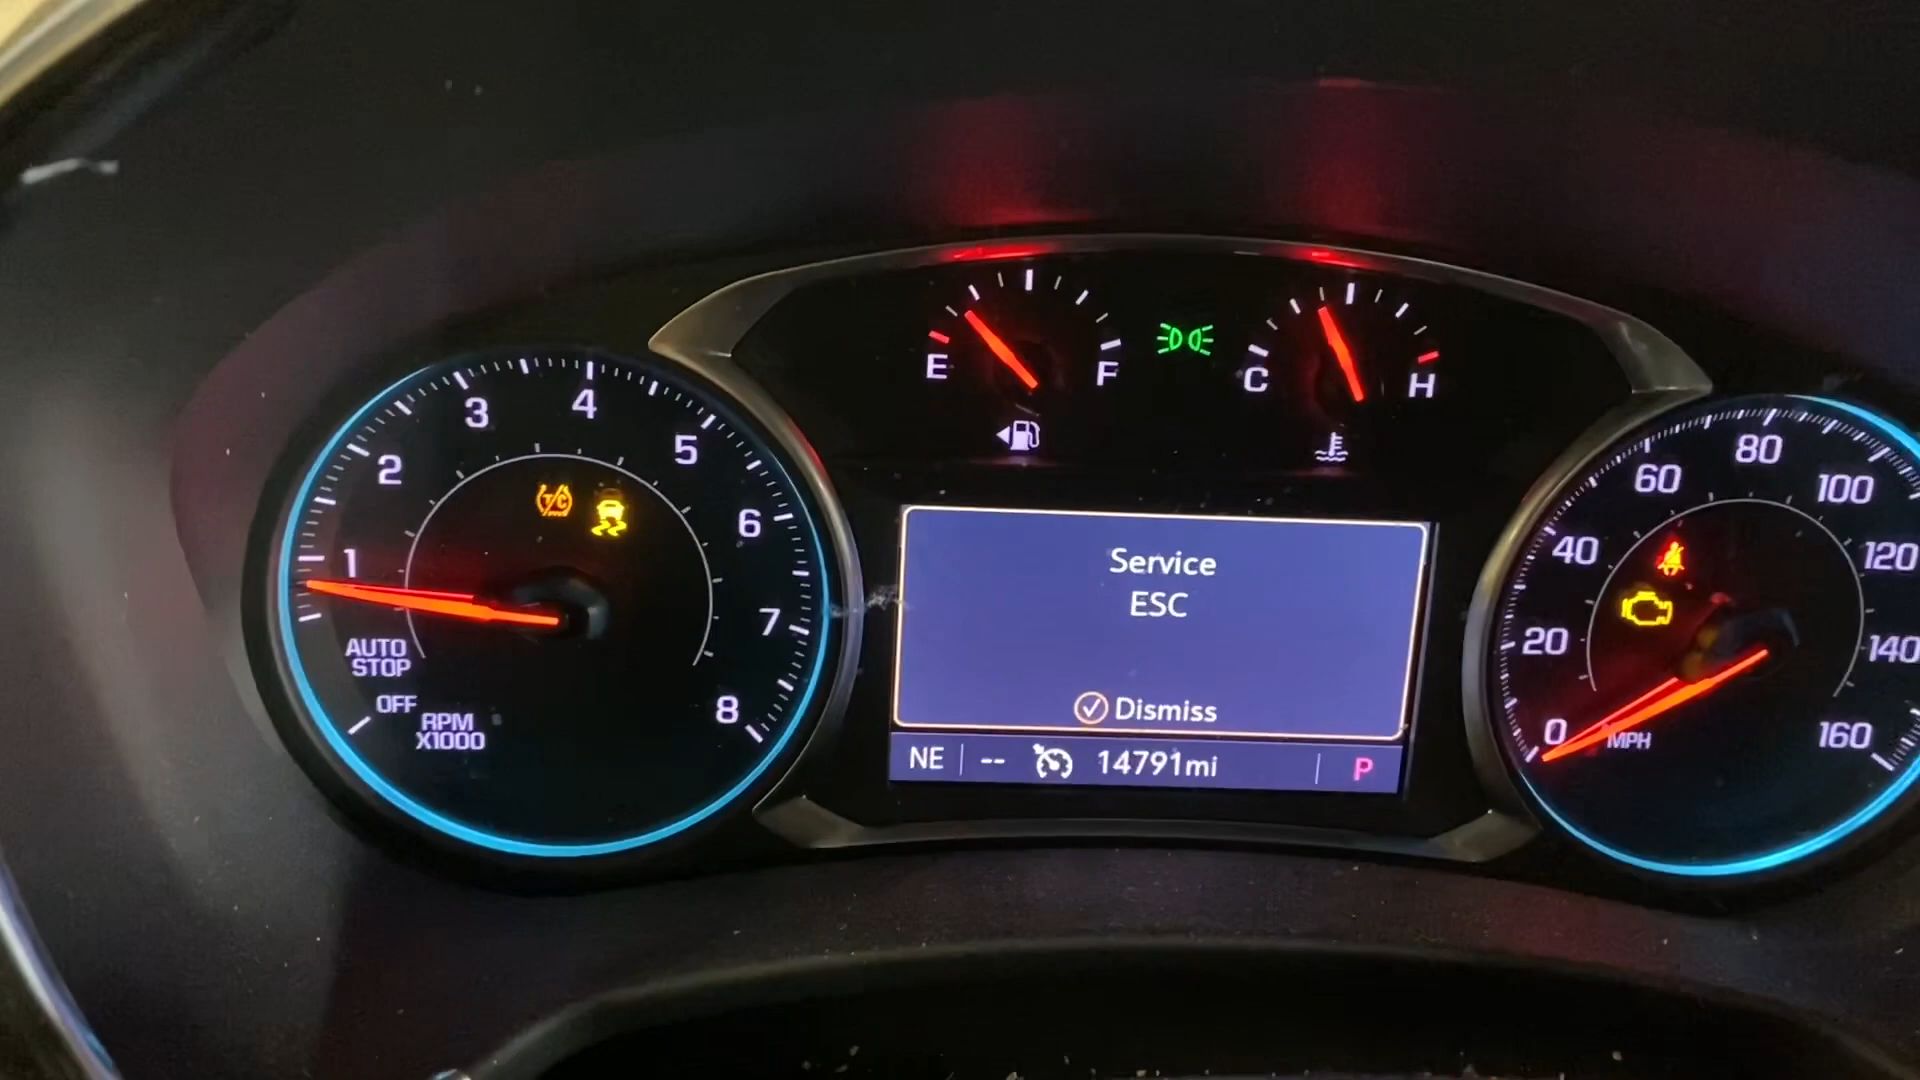 1
2
3
4
5
6
7
8
AUTO
STOP
OFF
RPM
X1000
T/C
E
F
C
H
Service
ESC
Dismiss
NE
--
14791mi
P
0
20
40
60
80
100
120
140
160
MPH